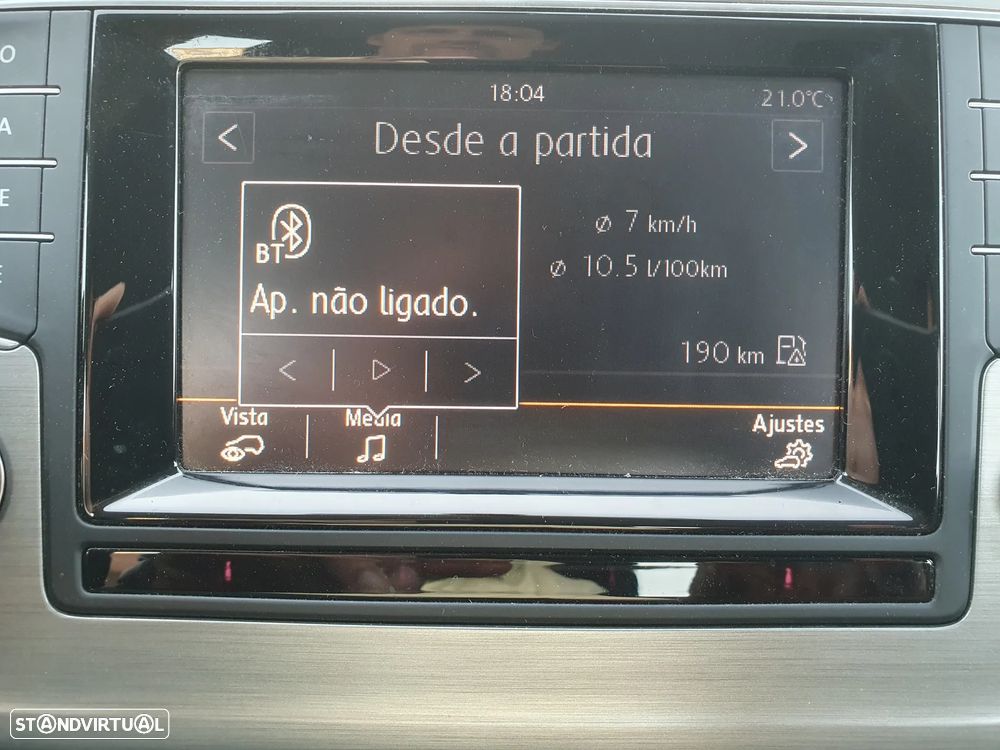 18:04
21.0°C
<
Desde a partida
>
BT
Ap. não ligado.
ø 7 km/h
ø 10.5 l/100km
190 km
Vista
Media
Ajustes
O
A
E
STANDVIRTUAL